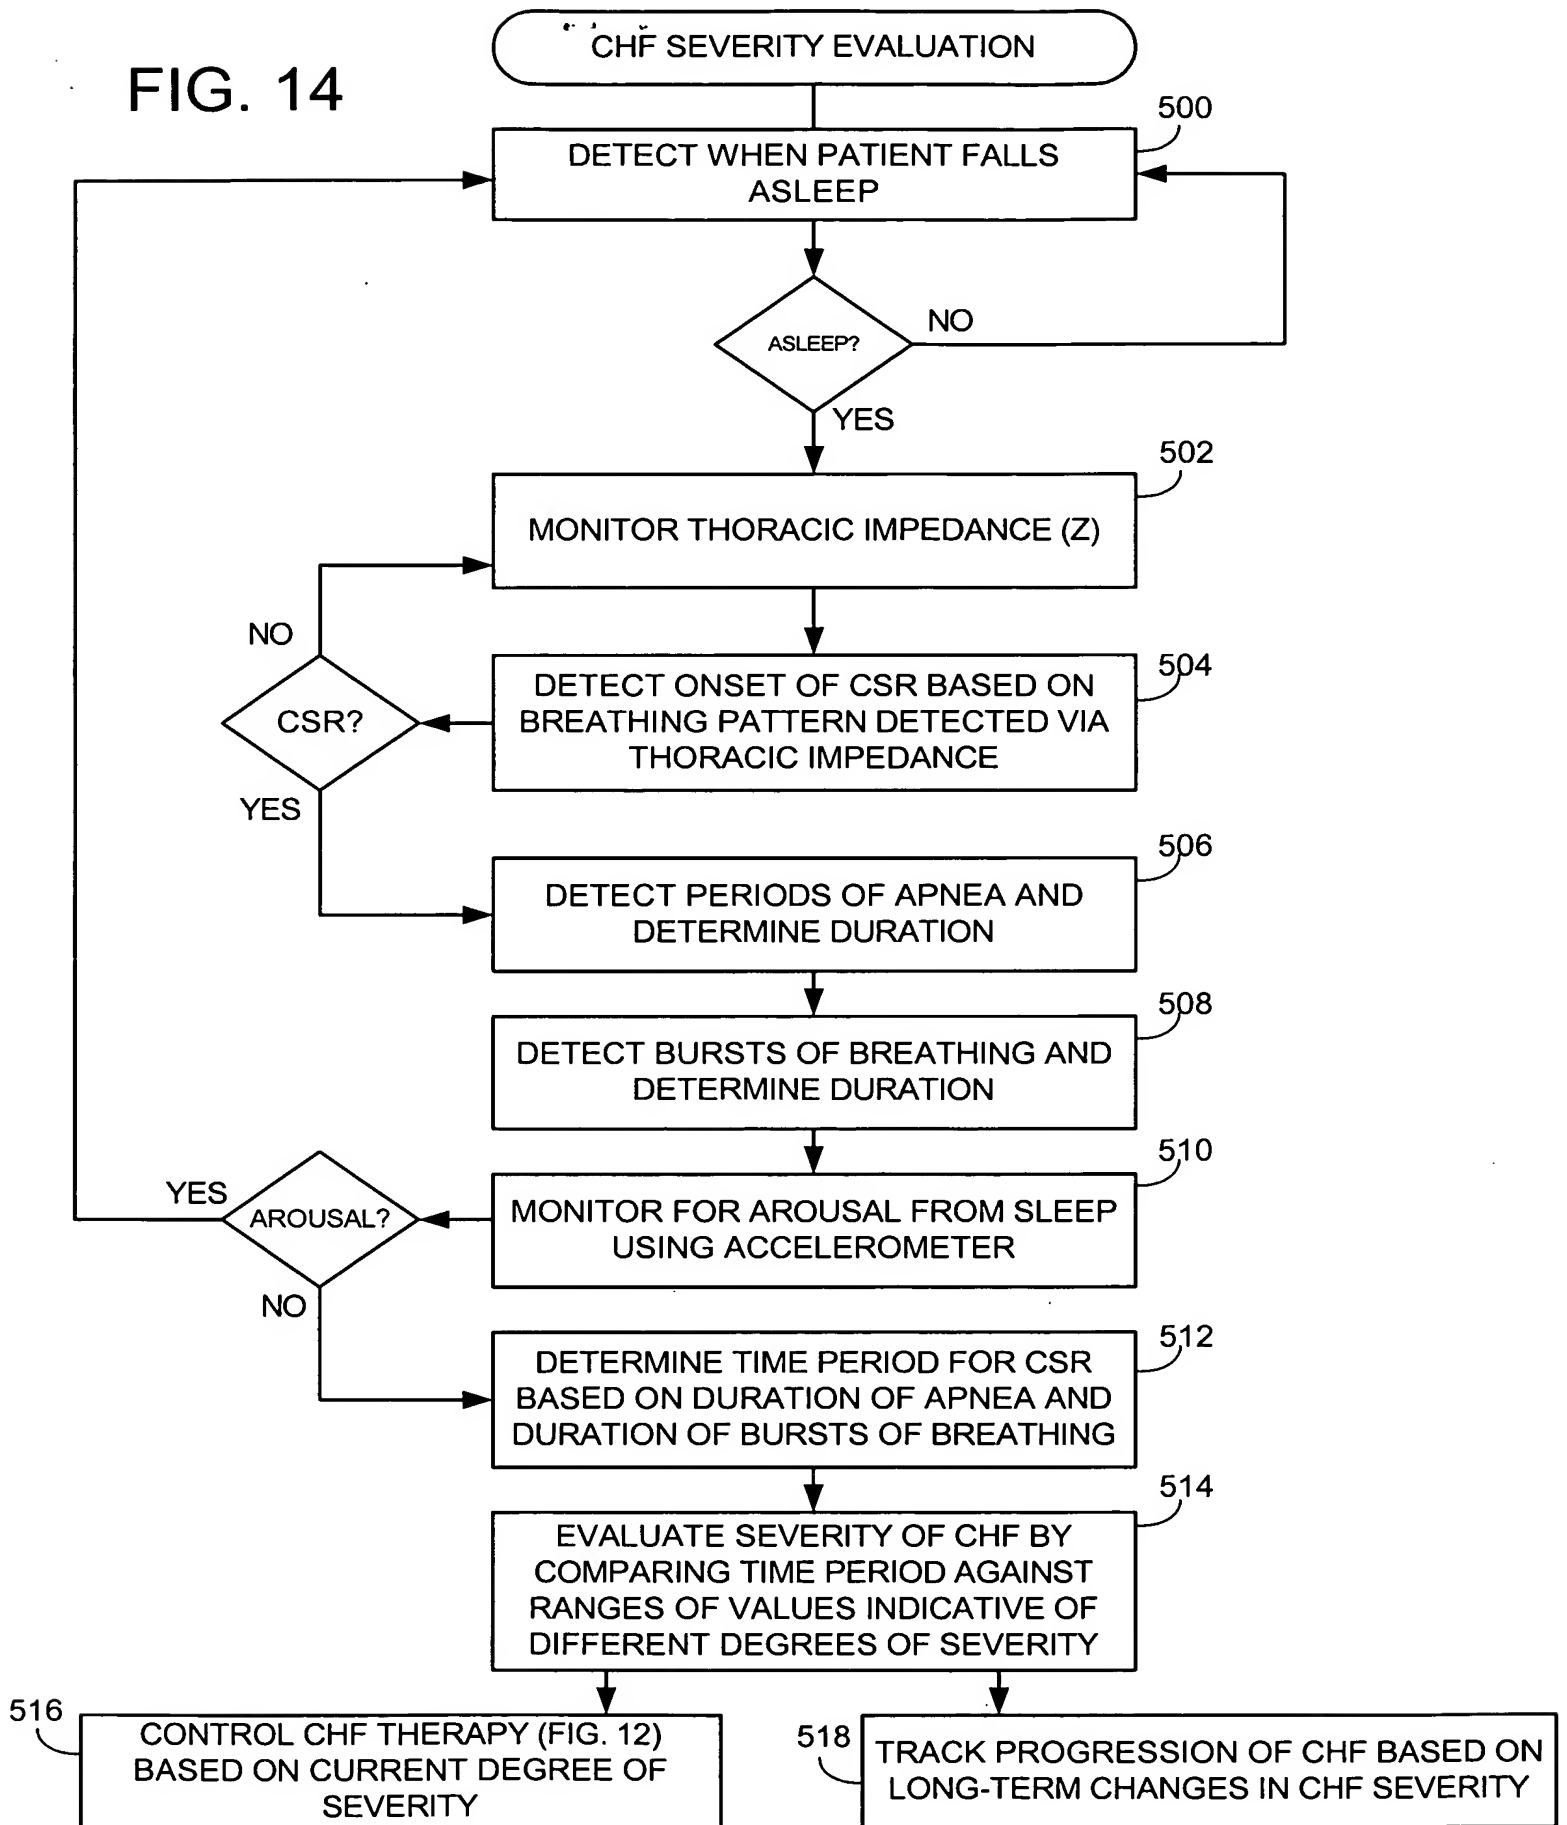 CHF SEVERITY EVALUATION
FIG. 14
500
DETECT WHEN PATIENT FALLS
ASLEEP
ASLEEP?
NO
YES
502
MONITOR THORACIC IMPEDANCE (Z)
NO
504
DETECT ONSET OF CSR BASED ON
BREATHING PATTERN DETECTED VIA
THORACIC IMPEDANCE
CSR?
YES
506
DETECT PERIODS OF APNEA AND
DETERMINE DURATION
508
DETECT BURSTS OF BREATHING AND
DETERMINE DURATION
510
MONITOR FOR AROUSAL FROM SLEEP
USING ACCELEROMETER
YES
AROUSAL?
NO
512
DETERMINE TIME PERIOD FOR CSR
BASED ON DURATION OF APNEA AND
DURATION OF BURSTS OF BREATHING
514
EVALUATE SEVERITY OF CHF BY
COMPARING TIME PERIOD AGAINST
RANGES OF VALUES INDICATIVE OF
DIFFERENT DEGREES OF SEVERITY
516
CONTROL CHF THERAPY (FIG. 12)
BASED ON CURRENT DEGREE OF
SEVERITY
518
TRACK PROGRESSION OF CHF BASED ON
LONG-TERM CHANGES IN CHF SEVERITY